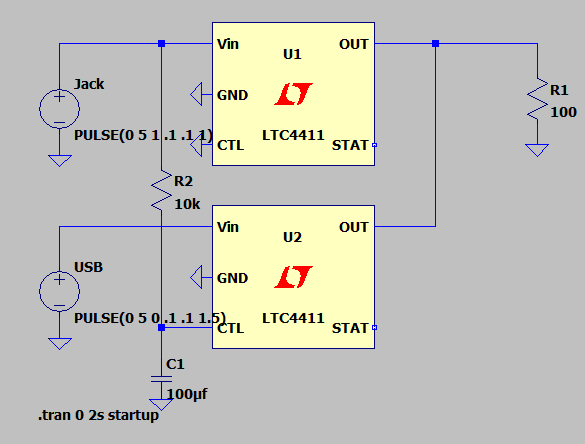 Vin
U1
OUT
Jack
GND
R1
100
PULSE(0 5 1 .1 .1 1)
CTL
LTC4411
STAT
R2
10k
Vin
U2
OUT
USB
GND
PULSE(0 5 0 .1 .1 1.5)
CTL
LTC4411
STAT
C1
100µf
.tran 0 2s startup